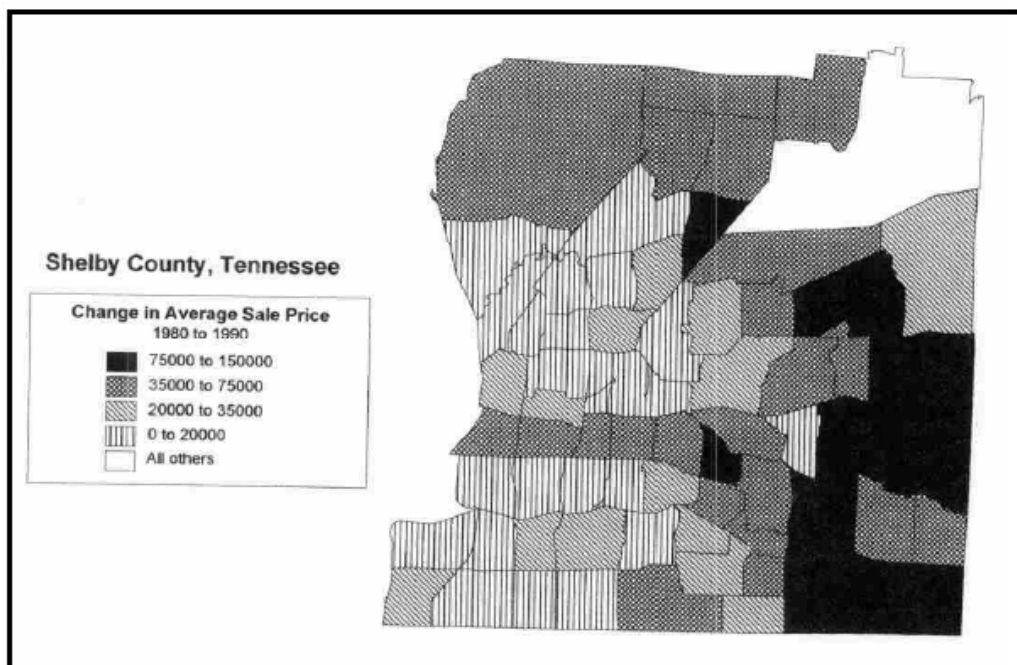 Shelby County, Tennessee
Change in Average Sale Price
1980 to 1990
75000 to 150000
35000 to 75000
20000 to 35000
0 to 20000
All others